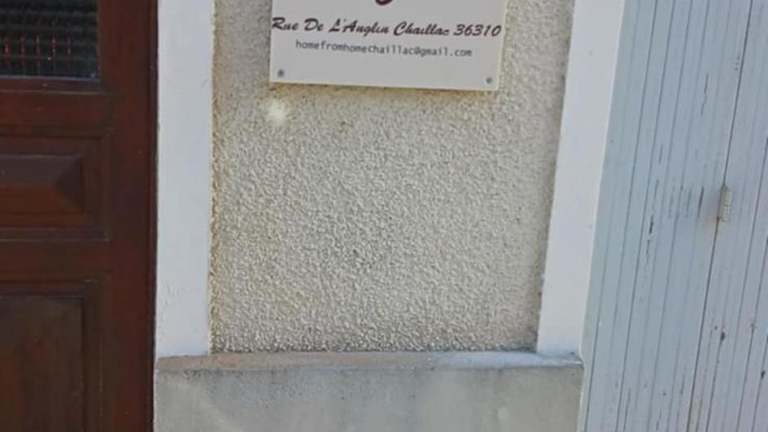 Rue De L'Anglin Chaillac 36310
homefromhomechaillac@gmail.com